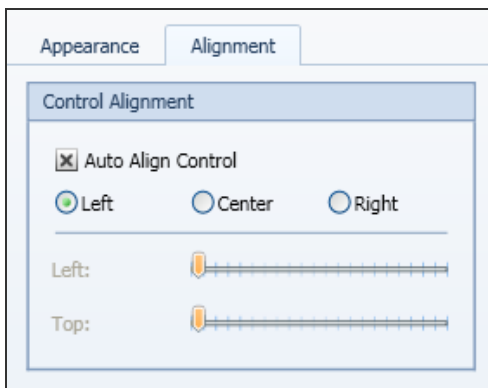 Appearance Alignment
Control Alignment
Auto Align Control
Left Center Right
Left:
Top: